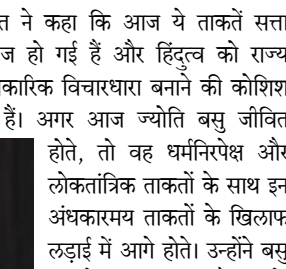 त ने कहा कि आज ये ताकतें सत्ता
ज हो गई हैं और हिंदुत्व को राज्य
कारिक विचारधारा बनाने की कोशिश
हैं। अगर आज ज्योति बसु जीवित
होते, तो वह धर्मनिरपेक्ष और
लोकतांत्रिक ताकतों के साथ इन
अंधकारमय ताकतों के खिलाफ
लड़ाई में आगे होते। उन्होंने बसु